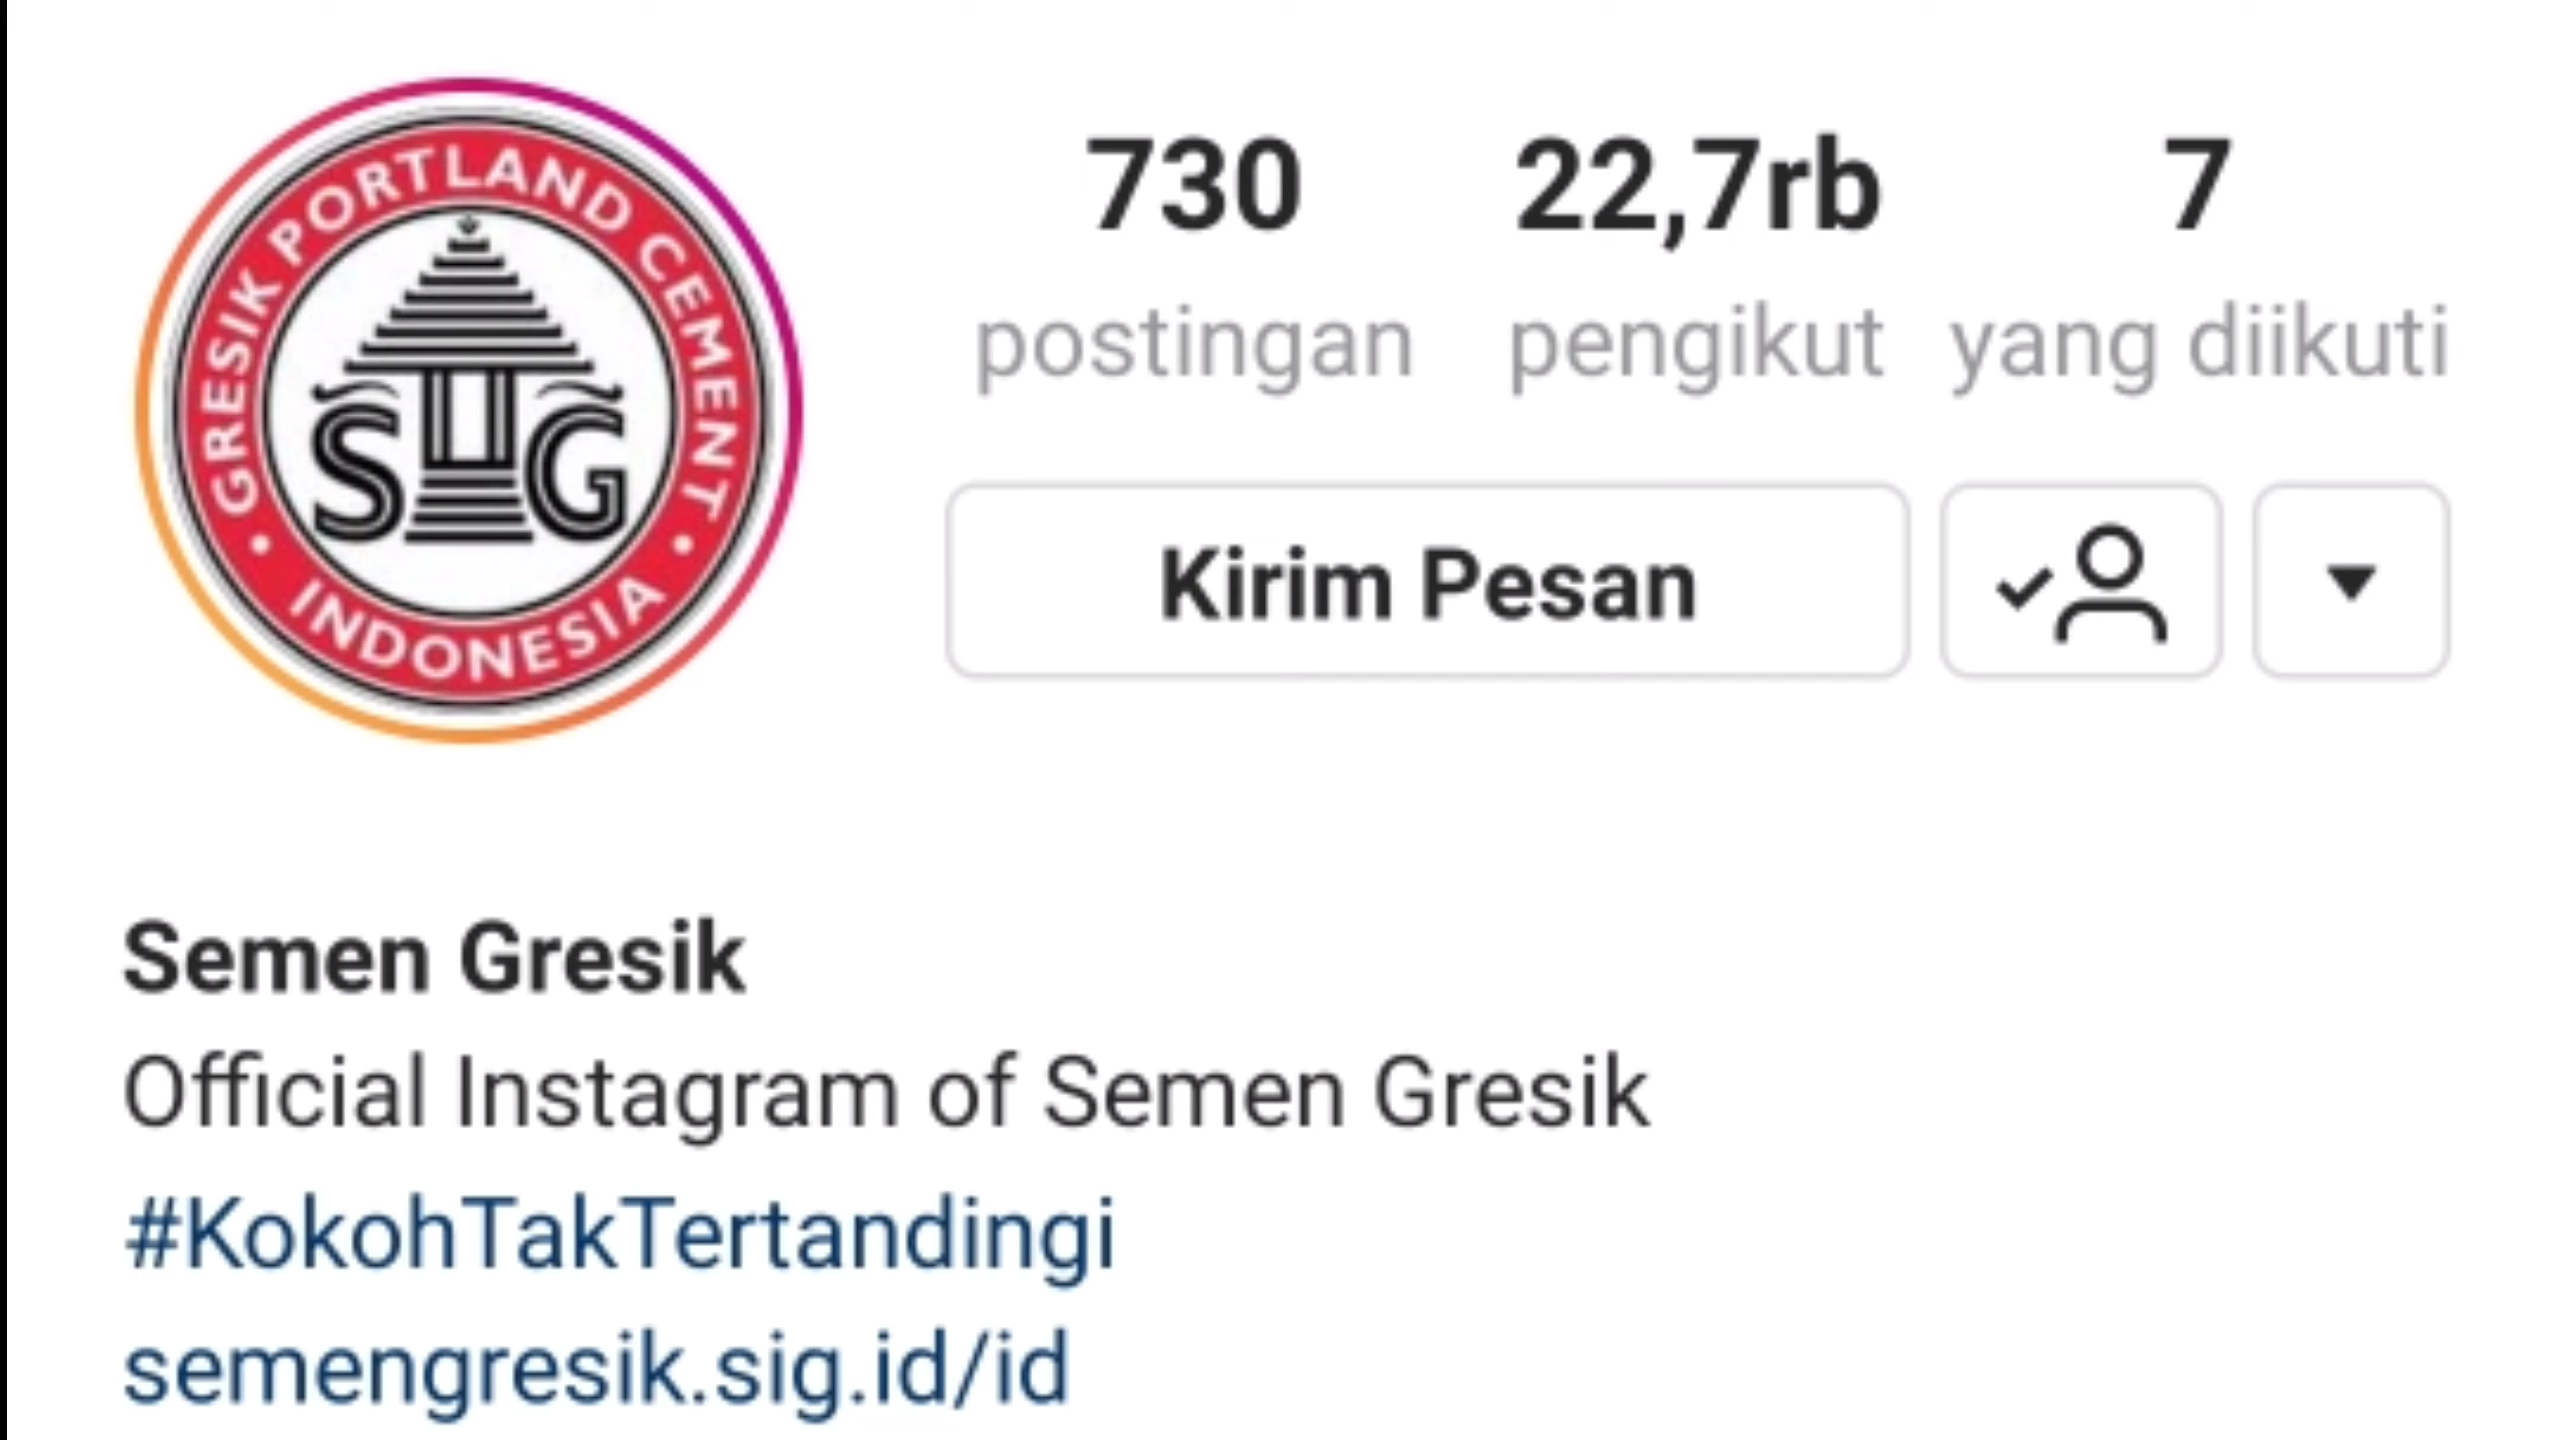 GRESIK PORTLAND CEMENT
SG
• INDONESIA •
730 22,7rb 7
postingan pengikut yang diikuti
Kirim Pesan
Semen Gresik
Official Instagram of Semen Gresik
#KokohTakTertandingi
semengresik.sig.id/id